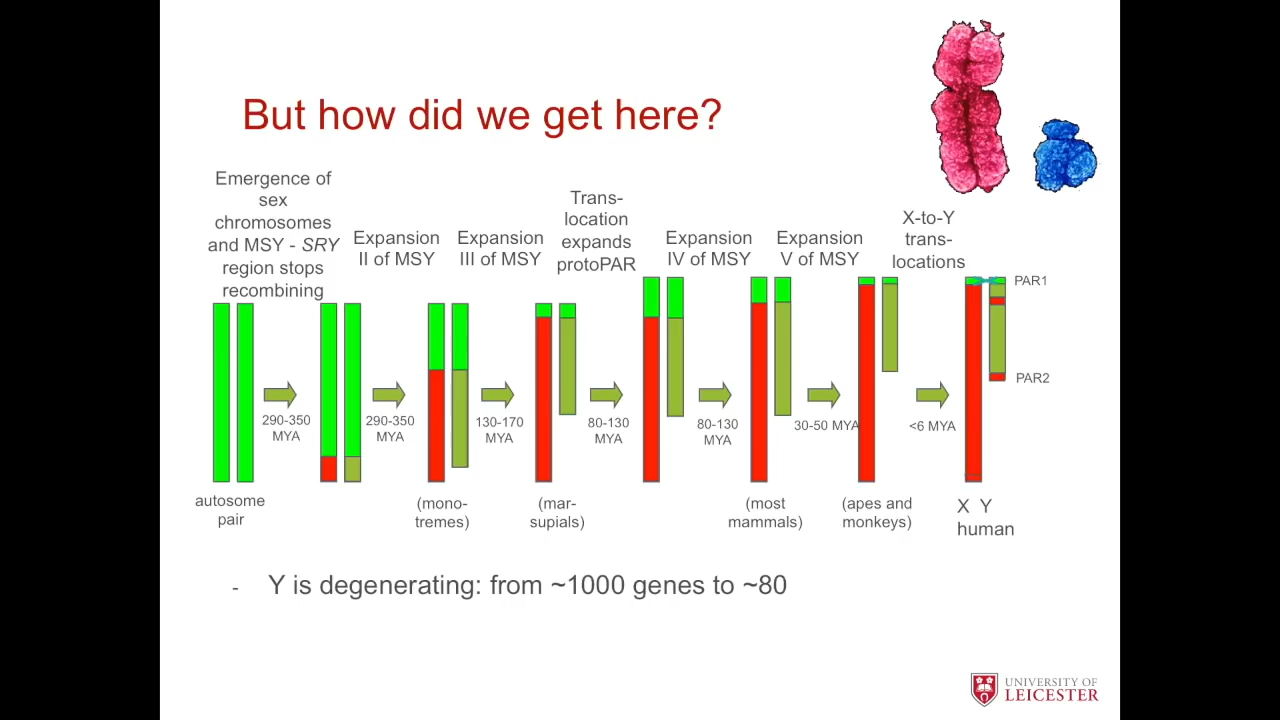 But how did we get here?
Emergence of
sex
chromosomes
and MSY - SRY
region stops
recombining
Expansion
II of MSY
Expansion
III of MSY
Trans-
location
expands
protoPAR
Expansion
IV of MSY
Expansion
V of MSY
X-to-Y
trans-
locations
PAR1
PAR2
290-350
MYA
290-350
MYA
130-170
MYA
80-130
MYA
80-130
MYA
30-50 MYA
<6 MYA
autosome
pair
(mono-
tremes)
(mar-
supials)
(most
mammals)
(apes and
monkeys)
X Y
human
- Y is degenerating: from ~1000 genes to ~80
UNIVERSITY OF
LEICESTER